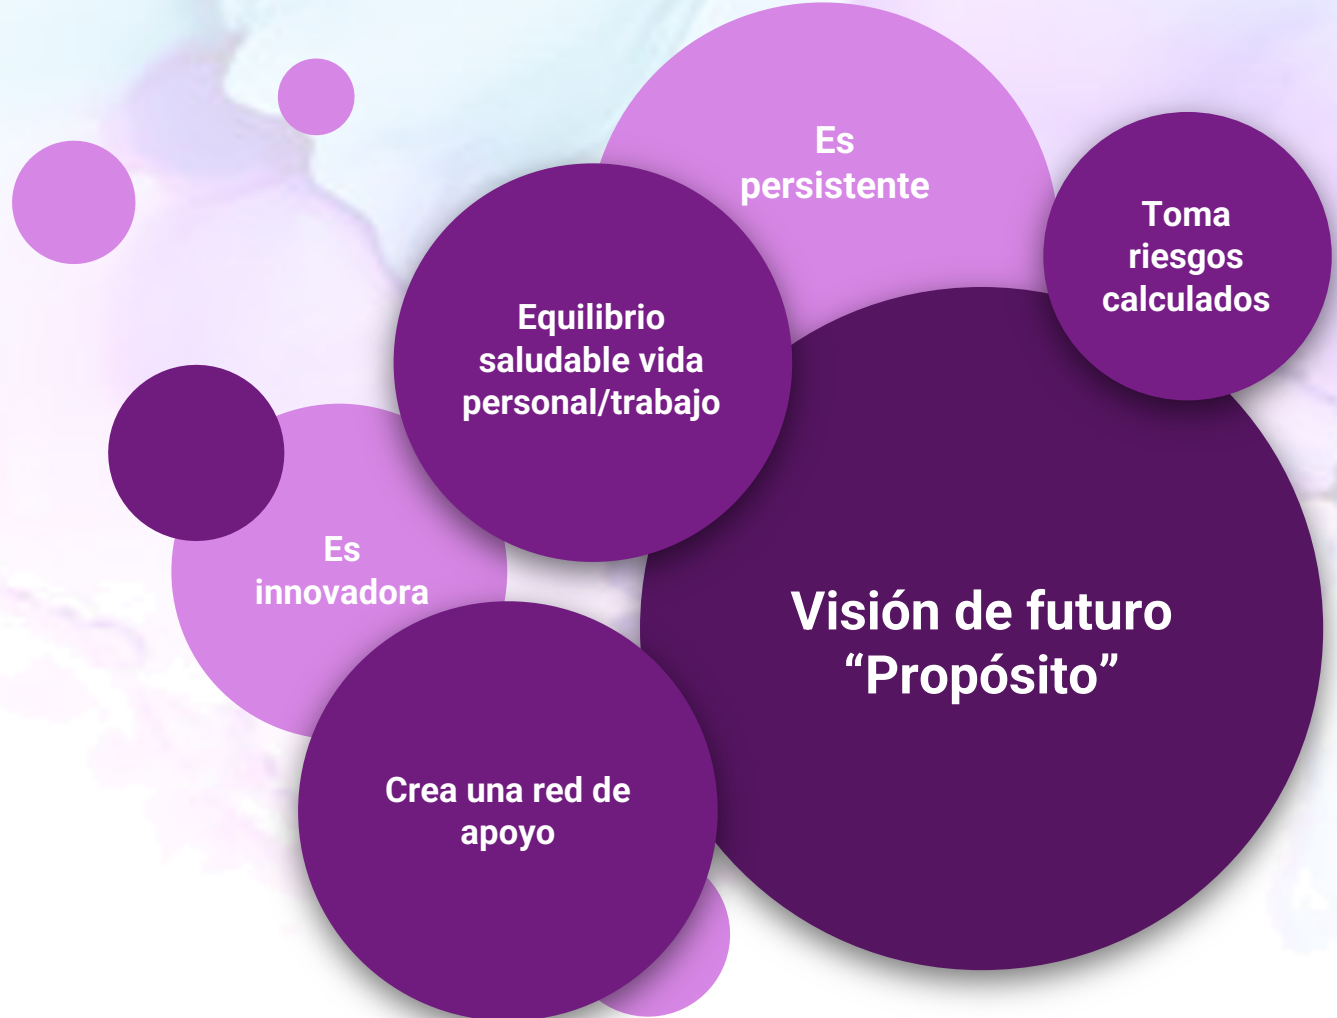 Es
persistente
Toma
riesgos
calculados
Equilibrio
saludable vida
personal/trabajo
Es
innovadora
Visión de futuro
“Propósito”
Crea una red de
apoyo